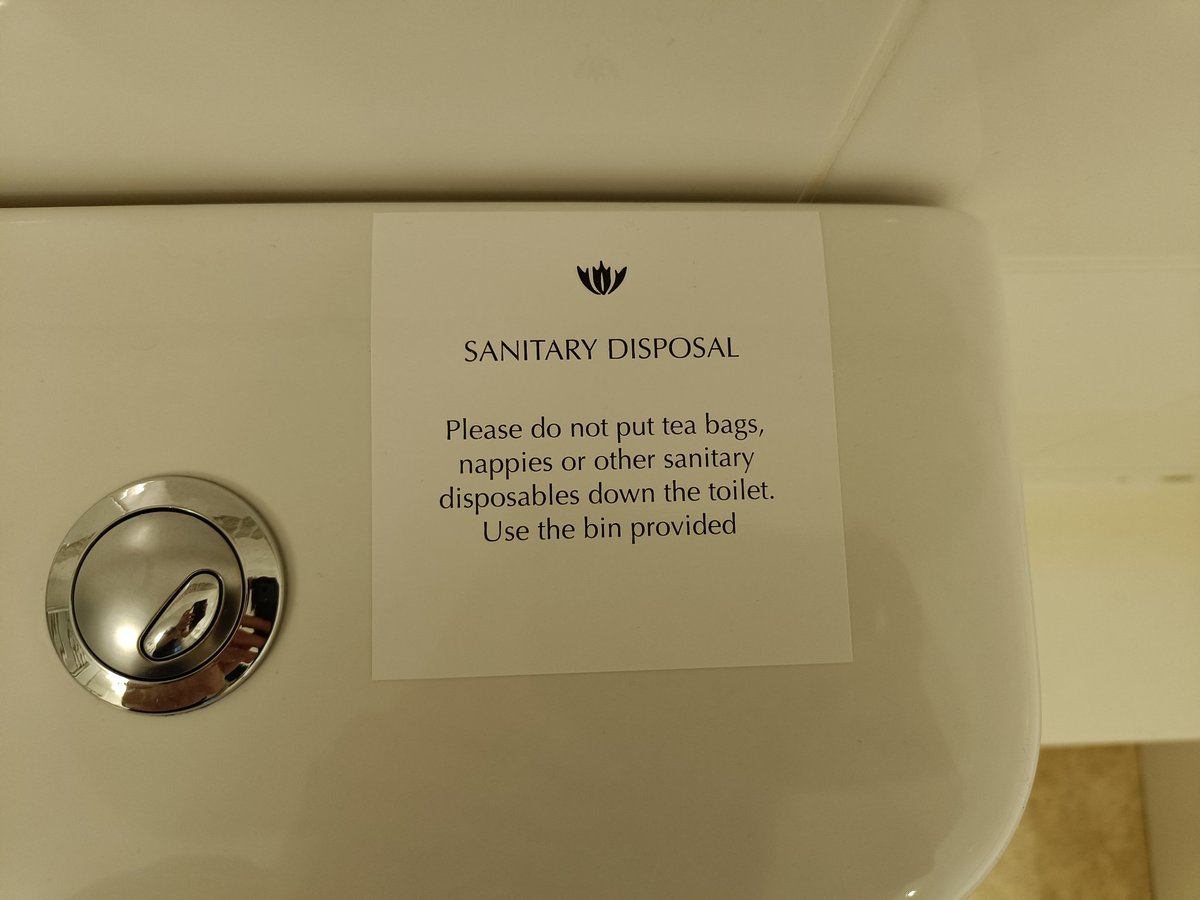 SANITARY DISPOSAL
Please do not put tea bags,
nappies or other sanitary
disposables down the toilet.
Use the bin provided